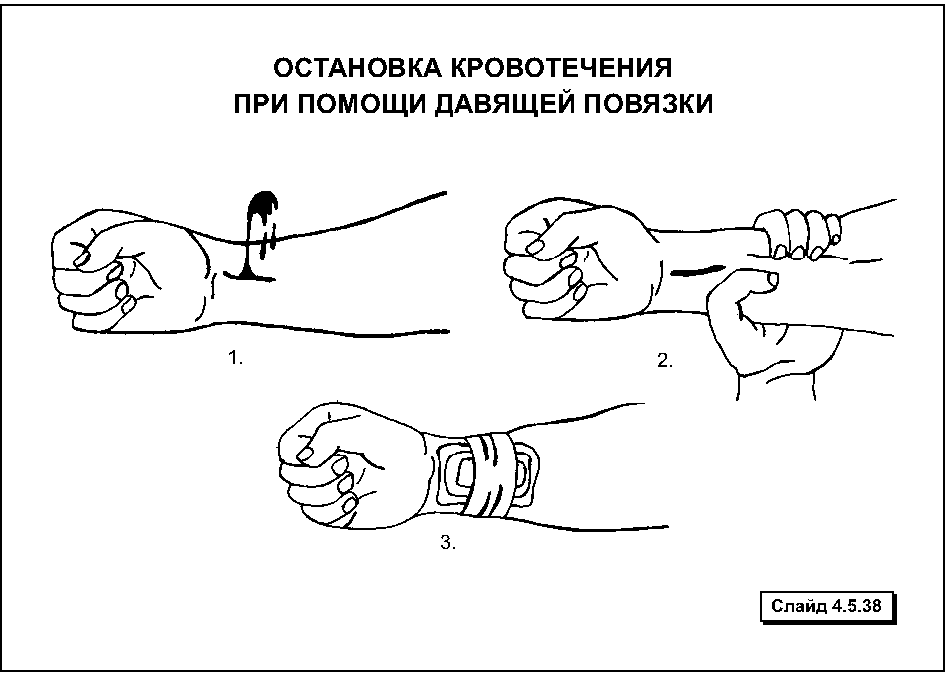 ОСТАНОВКА КРОВОТЕЧЕНИЯ
ПРИ ПОМОЩИ ДАВЯЩЕЙ ПОВЯЗКИ
1.
2.
3.
Слайд 4.5.38